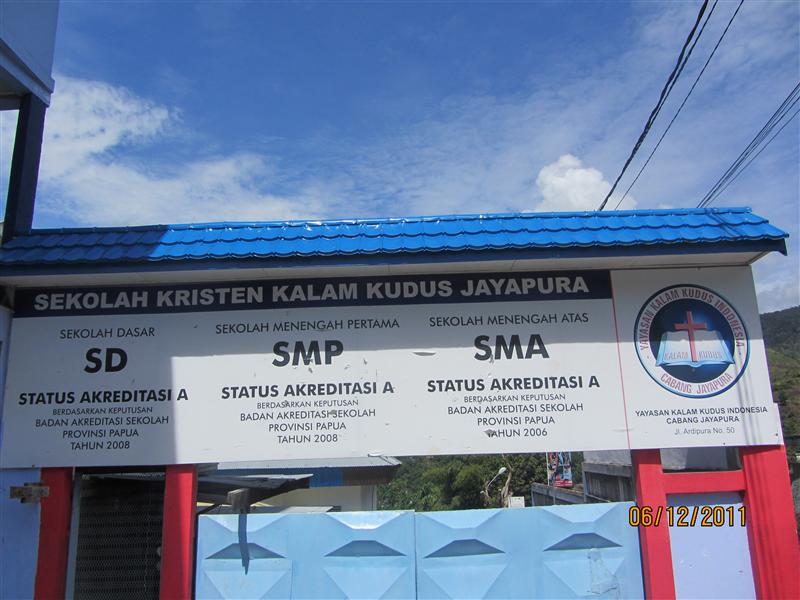 SEKOLAH KRISTEN KALAM KUDUS JAYAPURA
SEKOLAH DASAR
SD
STATUS AKREDITASI A
BERDASARKAN KEPUTUSAN
BADAN AKREDITASI SEKOLAH
PROVINSI PAPUA
TAHUN 2008
SEKOLAH MENENGAH PERTAMA
SMP
STATUS AKREDITASI A
BERDASARKAN KEPUTUSAN
BADAN AKREDITASI SEKOLAH
PROVINSI PAPUA
TAHUN 2008
SEKOLAH MENENGAH ATAS
SMA
STATUS AKREDITASI A
BERDASARKAN KEPUTUSAN
BADAN AKREDITASI SEKOLAH
PROVINSI PAPUA
TAHUN 2006
YAYASAN KALAM KUDUS INDONESIA
KALAM KUDUS
CABANG JAYAPURA
YAYASAN KALAM KUDUS INDONESIA
CABANG JAYAPURA
Jl. Ardipura No. 50
06/12/2011